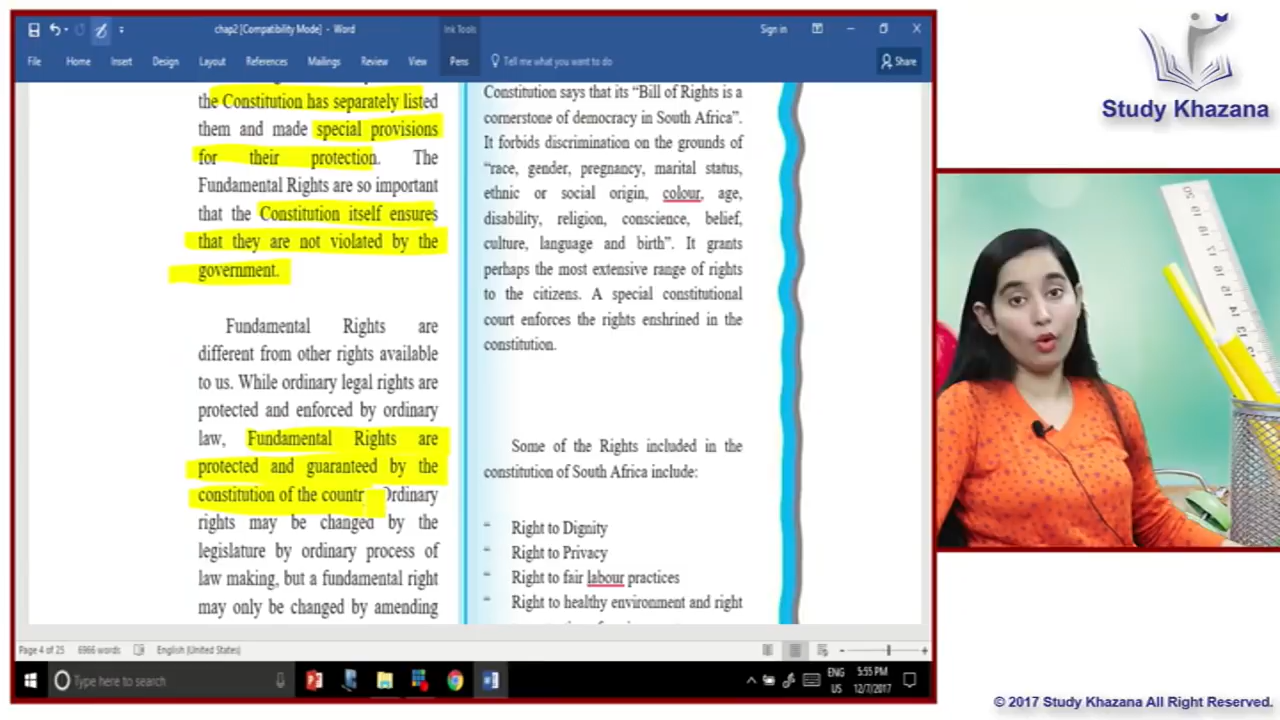 chap2 [Compatibility Mode] - Word
Ink Tools
Sign in
File
Home
Insert
Design
Layout
References
Mailings
Review
View
Pens
Tell me what you want to do
Share
the Constitution has separately listed
them and made special provisions
for their protection. The
Fundamental Rights are so important
that the Constitution itself ensures
that they are not violated by the
government.
Fundamental Rights are
different from other rights available
to us. While ordinary legal rights are
protected and enforced by ordinary
law, Fundamental Rights are
protected and guaranteed by the
constitution of the countr Ordinary
rights may be changed by the
legislature by ordinary process of
law making, but a fundamental right
may only be changed by amending
Constitution says that its “Bill of Rights is a
cornerstone of democracy in South Africa”.
It forbids discrimination on the grounds of
“race, gender, pregnancy, marital status,
ethnic or social origin, colour, age,
disability, religion, conscience, belief,
culture, language and birth”. It grants
perhaps the most extensive range of rights
to the citizens. A special constitutional
court enforces the rights enshrined in the
constitution.
Some of the Rights included in the
constitution of South Africa include:
Right to Dignity
Right to Privacy
Right to fair labour practices
Right to healthy environment and right
Page 4 of 25
6966 words
English (United States)
Type here to search
ENG
US
5:55 PM
12/7/2017
Study Khazana
20
19
18
17
16
15
14
13
© 2017 Study Khazana All Right Reserved.